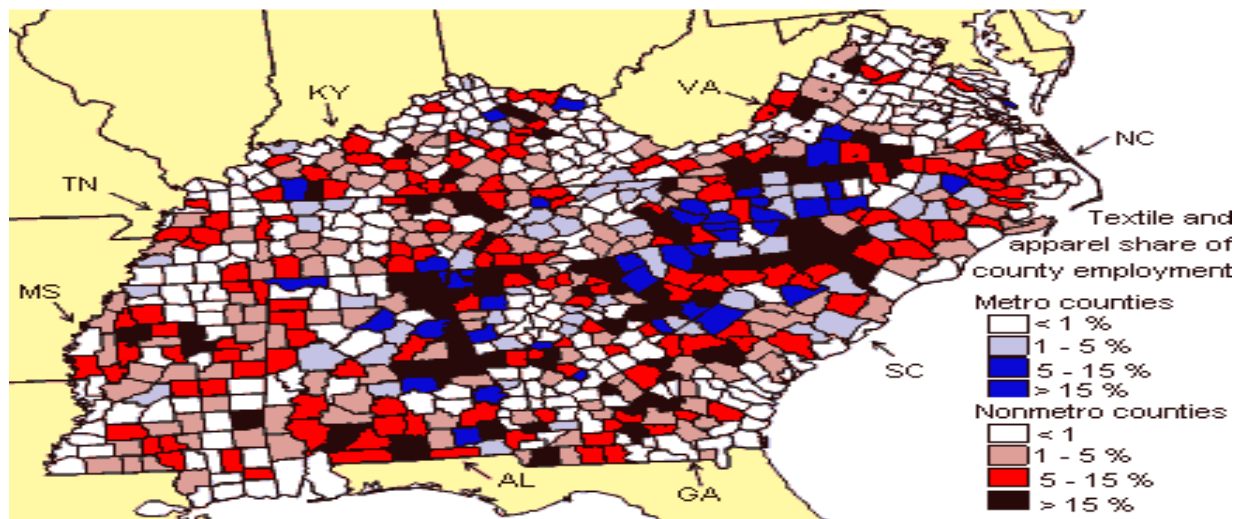 KY
VA
NC
TN
Textile and
apparel share of
county employment
MS
Metro counties
< 1 %
1 - 5 %
5 - 15 %
> 15 %
SC
Nonmetro counties
< 1
1 - 5 %
5 - 15 %
> 15 %
AL
GA